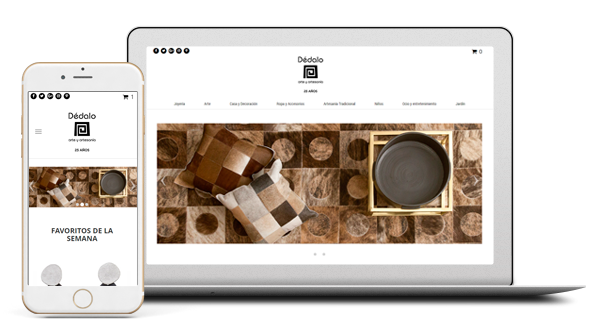 Dédalo
arte y artesanía
20 AÑOS
1
FAVORITOS DE LA
SEMANA
0
Dédalo
arte y artesanía
20 AÑOS
Joyería
Arte
Casa y Decoración
Ropa y Accesorios
Artesanía Tradicional
Niños
Ocio y entretenimiento
Jardín